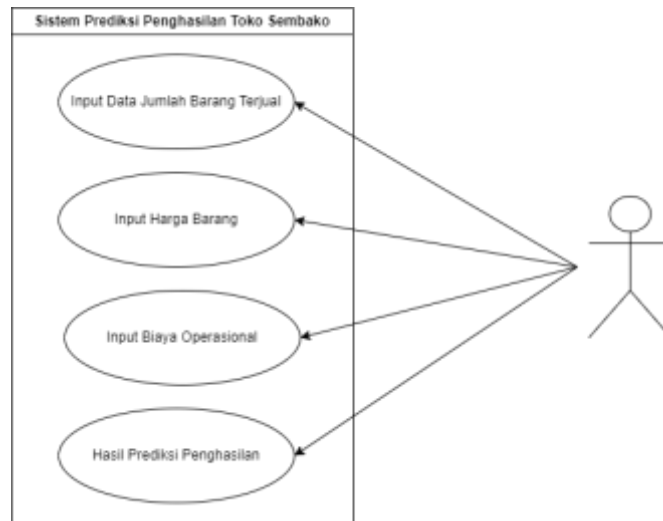 Sistem Prediksi Penghasilan Toko Sembako
Input Data Jumlah Barang Terjual
Input Harga Barang
Input Biaya Operasional
Hasil Prediksi Penghasilan